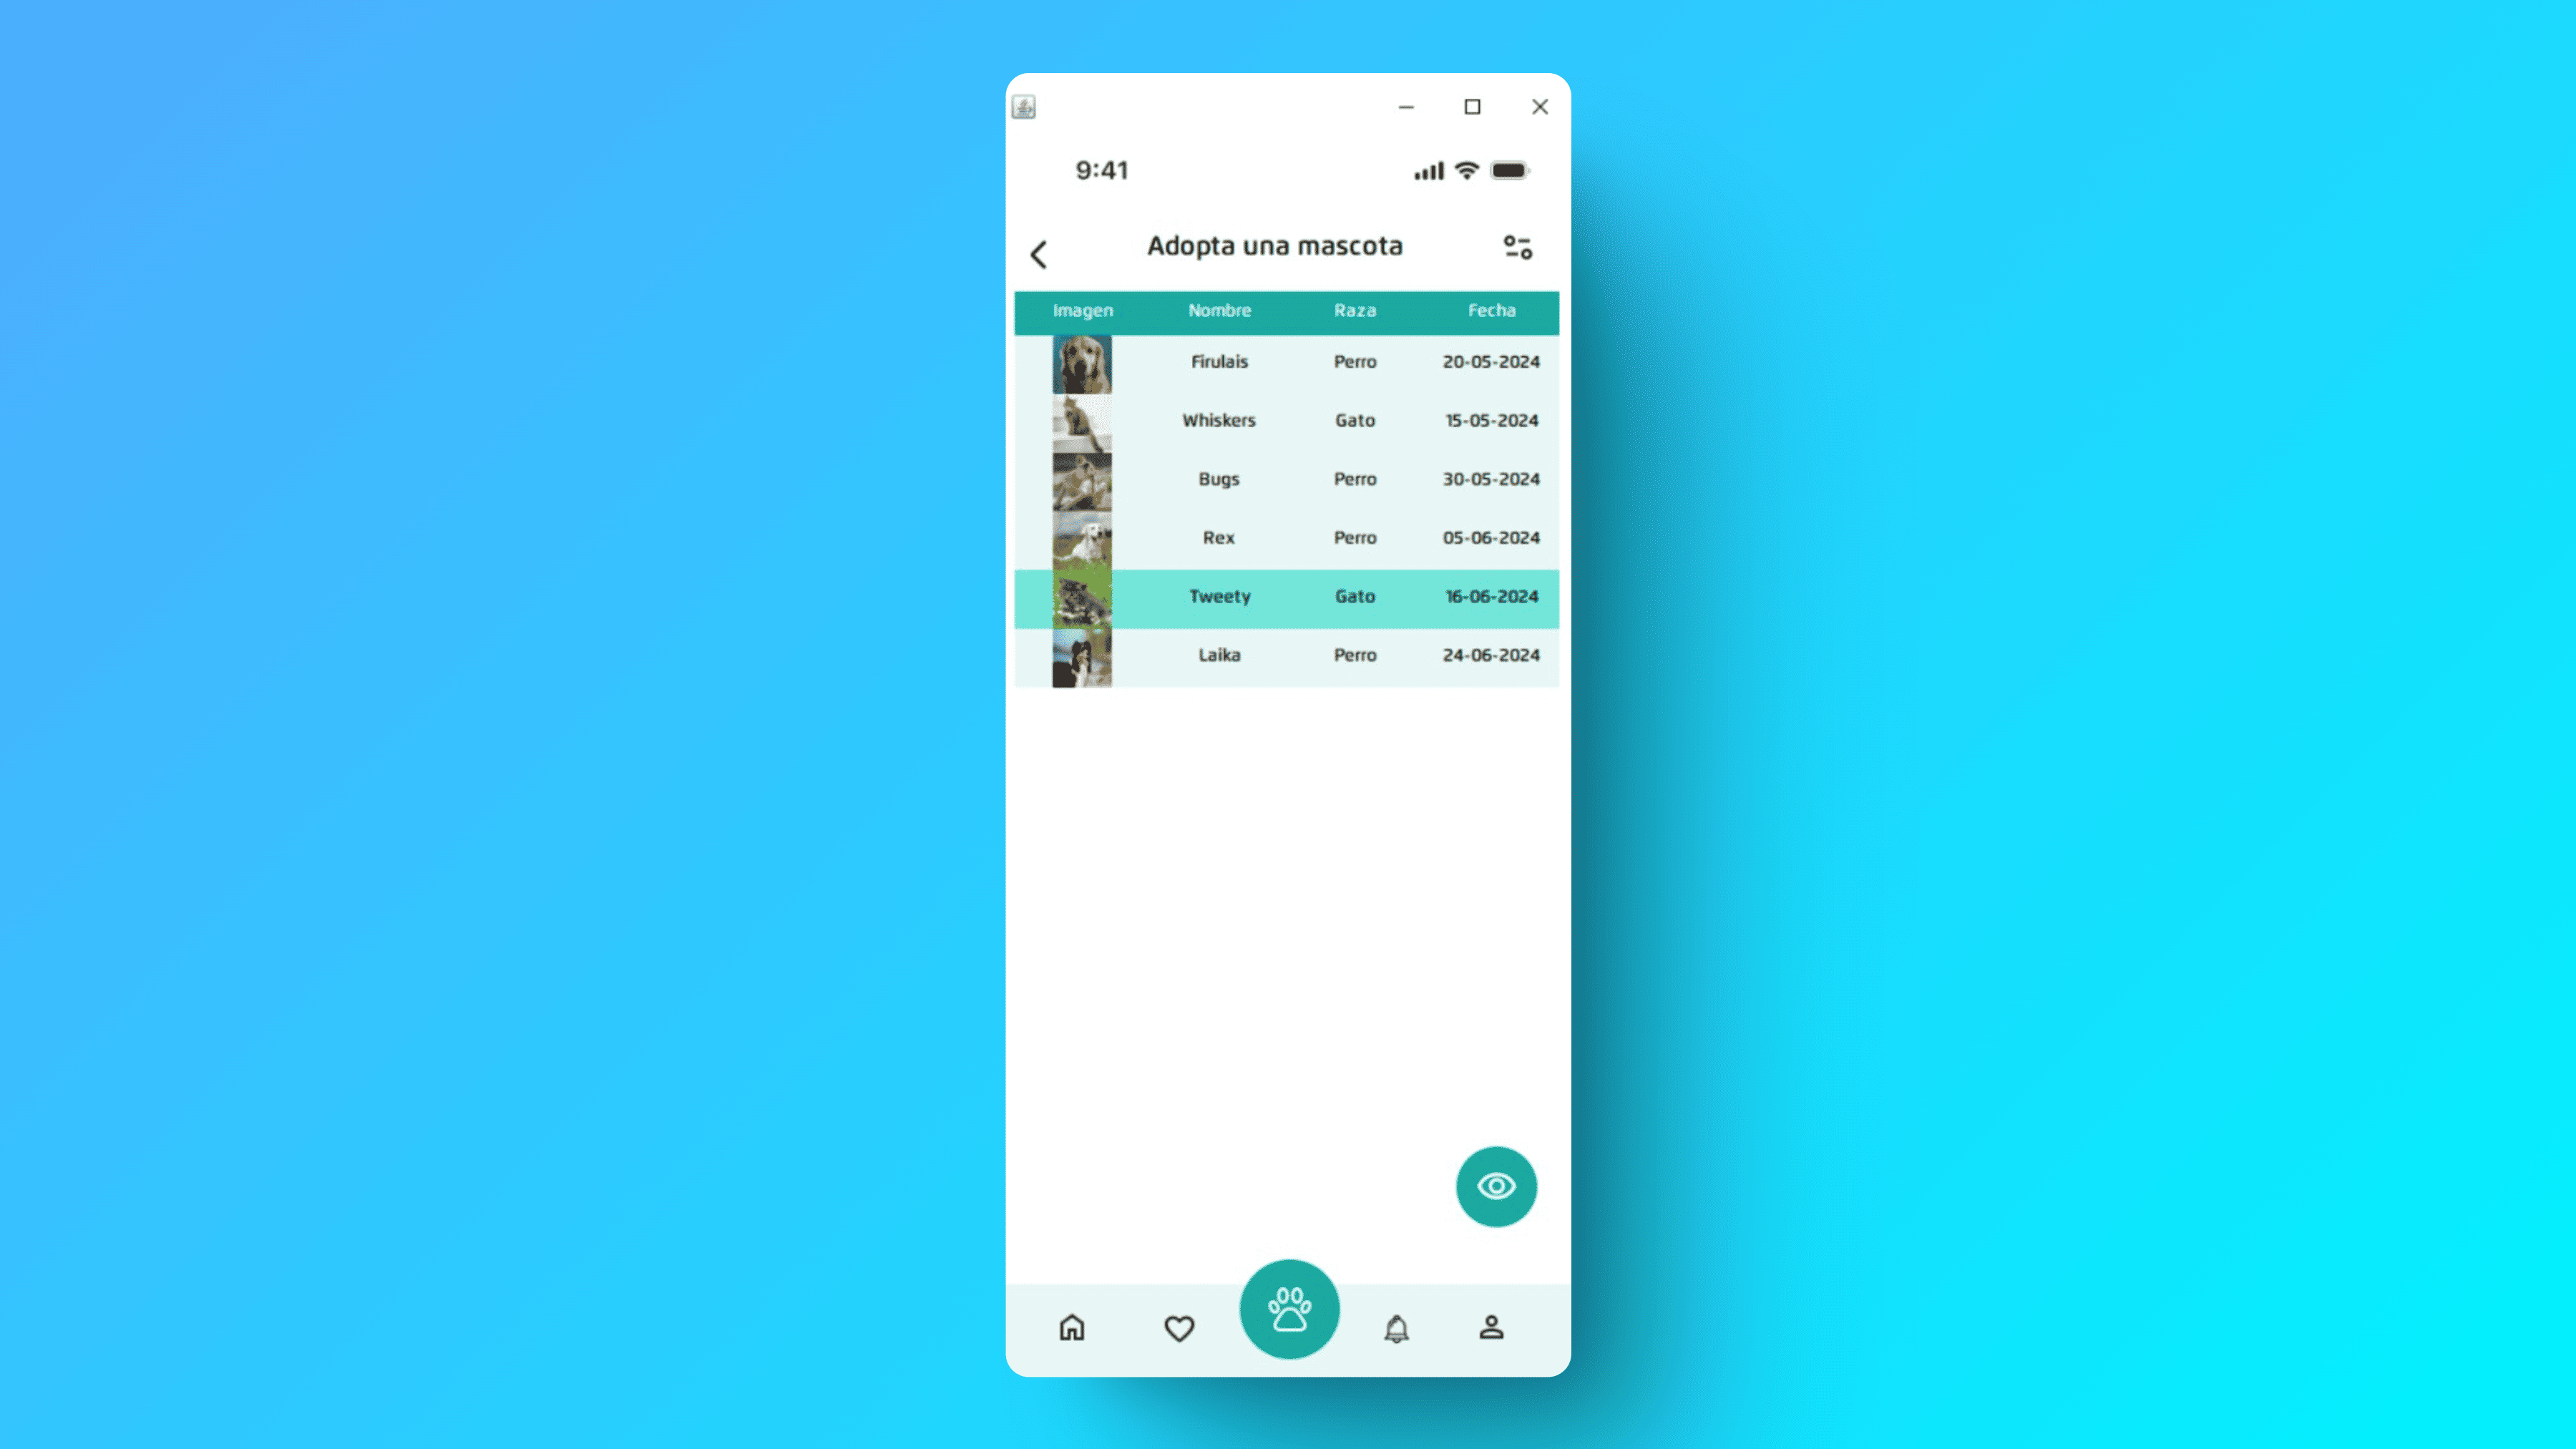 9:41
Adopta una mascota
Imagen Nombre Raza Fecha
Firulais Perro 20-05-2024
Whiskers Gato 15-05-2024
Bugs Perro 30-05-2024
Rex Perro 05-06-2024
Tweety Gato 16-06-2024
Laika Perro 24-06-2024